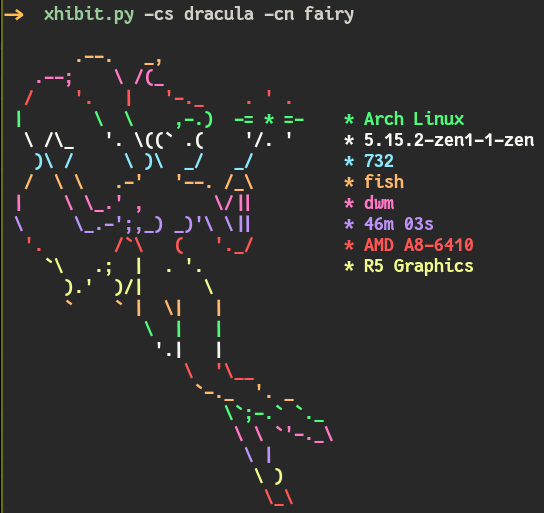 → xhibit.py -cs dracula -cn fairy
* Arch Linux
* 5.15.2-zen1-1-zen
* 732
* fish
* dwm
* 46m 03s
* AMD A8-6410
* R5 Graphics